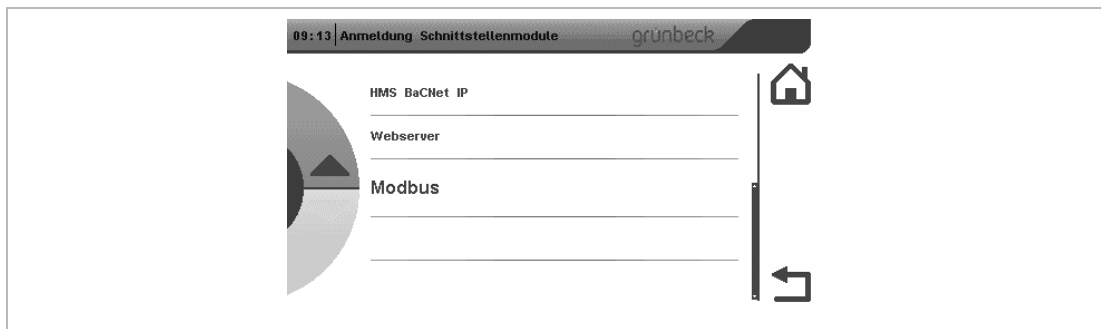 09:13 Anmeldung Schnittstellenmodule grünbeck
HMS BaCNet IP
Webserver
Modbus